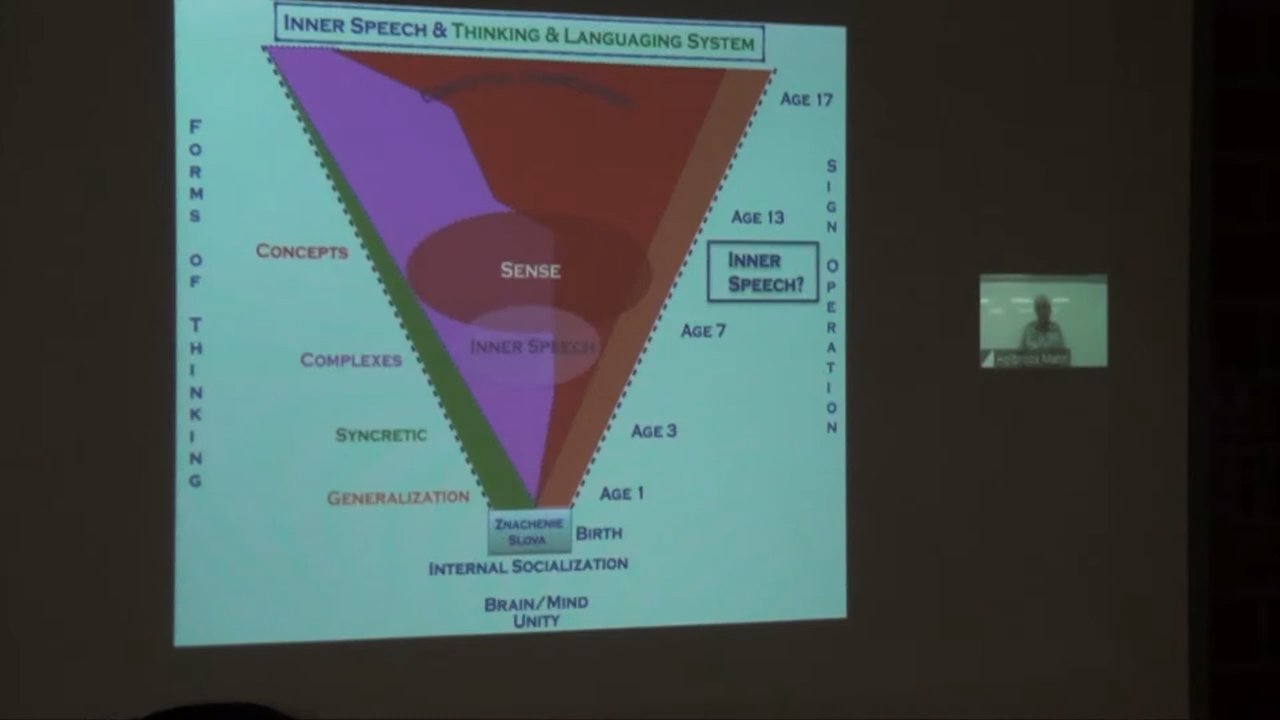 INNER SPEECH & THINKING & LANGUAGING SYSTEM
AGE 17
FORMS OF THINKING
SIGN OPERATION
AGE 13
CONCEPTS
INNER
SPEECH?
SENSE
AGE 7
INNER SPEECH
COMPLEXES
AGE 3
SYNCRETIC
GENERALIZATION
AGE 1
ZNACHENIE
SLOVA
BIRTH
INTERNAL SOCIALIZATION
BRAIN/MIND
UNITY